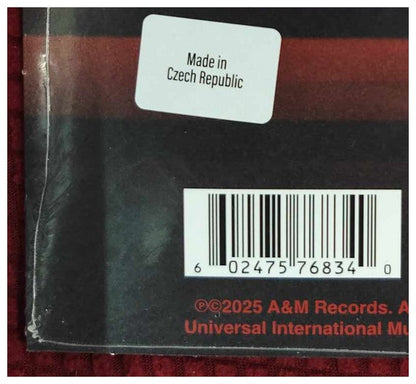 Made in
Czech Republic
6 02475 76834 0
℗©2025 A&M Records. A
Universal International Mu